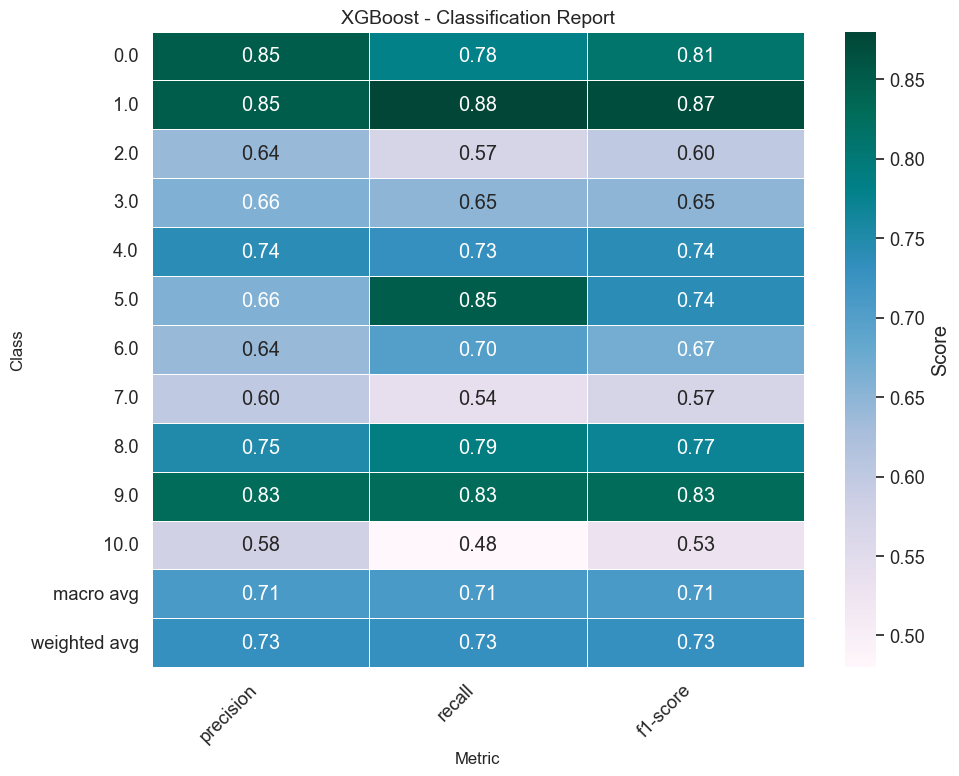 XGBoost - Classification Report
0.0 0.85 0.78 0.81
1.0 0.85 0.88 0.87
2.0 0.64 0.57 0.60
3.0 0.66 0.65 0.65
4.0 0.74 0.73 0.74
5.0 0.66 0.85 0.74
6.0 0.64 0.70 0.67
7.0 0.60 0.54 0.57
8.0 0.75 0.79 0.77
9.0 0.83 0.83 0.83
10.0 0.58 0.48 0.53
macro avg 0.71 0.71 0.71
weighted avg 0.73 0.73 0.73
precision recall f1-score
Metric
Class
0.85
0.80
0.75
0.70
0.65
0.60
0.55
0.50
Score